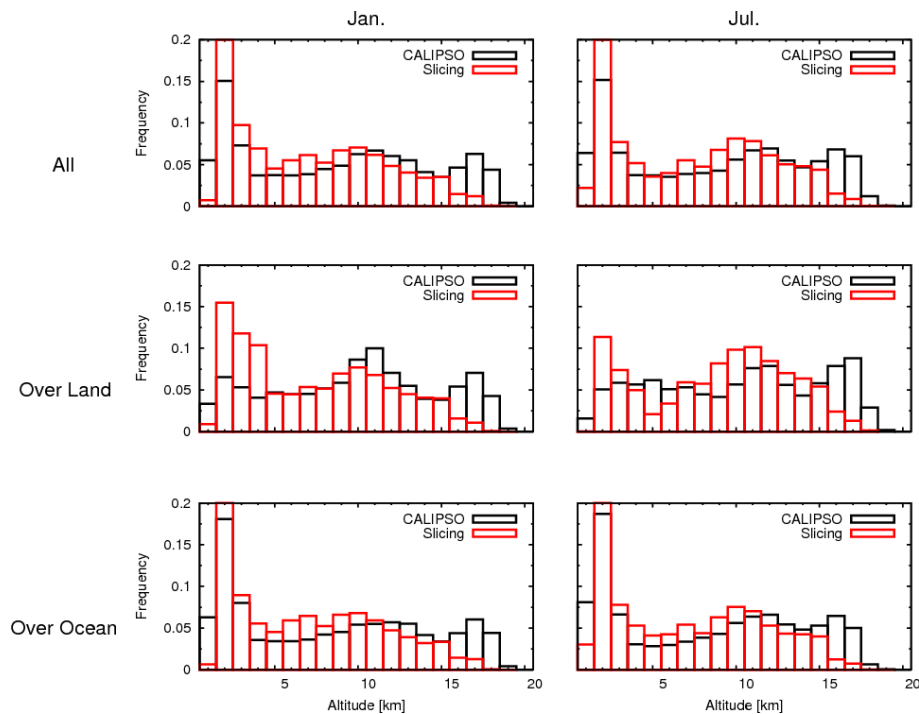 Jan.
Jul.
All
Frequency
0.2
0.15
0.1
0.05
0
CALIPSO
Slicing
CALIPSO
Slicing
Over Land
Frequency
0.2
0.15
0.1
0.05
0
CALIPSO
Slicing
CALIPSO
Slicing
Over Ocean
Frequency
0.2
0.15
0.1
0.05
0
CALIPSO
Slicing
CALIPSO
Slicing
5 10 15 20
5 10 15 20
Altitude [km]
Altitude [km]